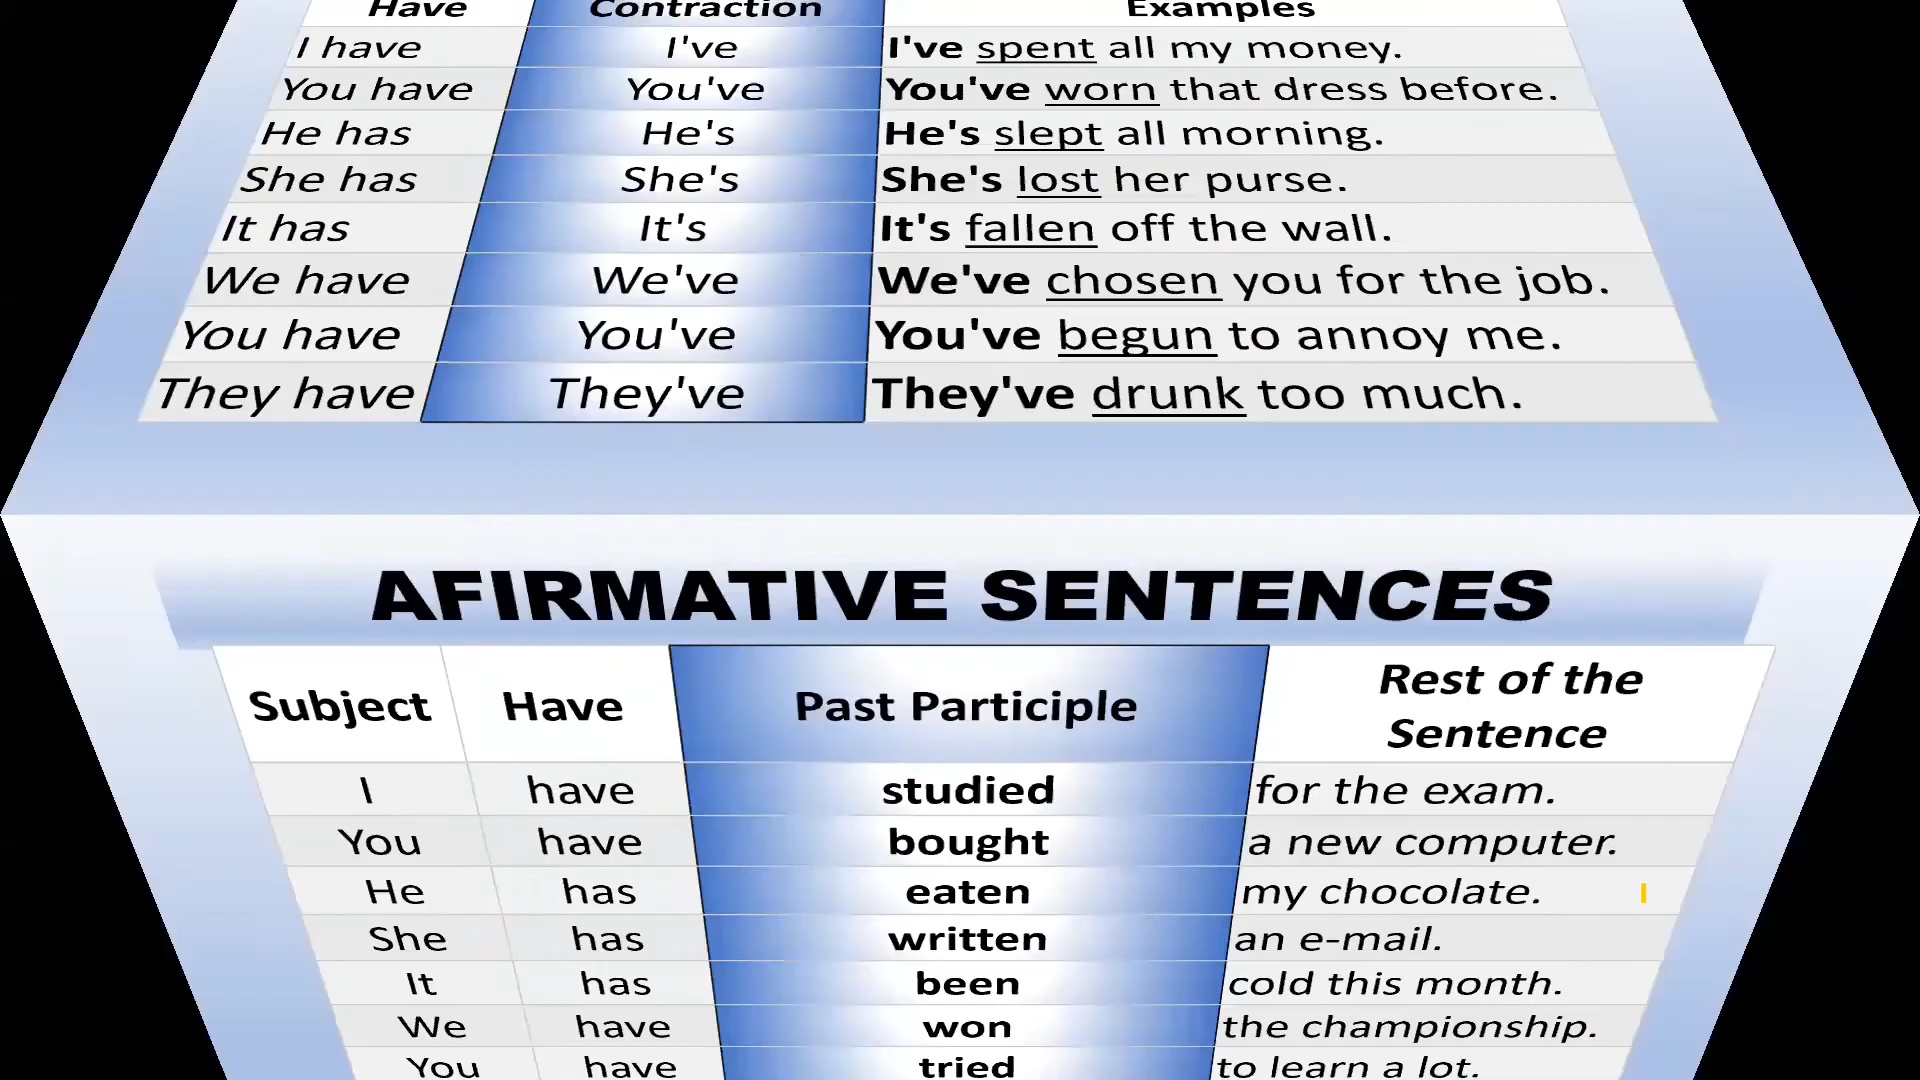 Have Contraction Examples
I have I've I've spent all my money.
You have You've You've worn that dress before.
He has He's He's slept all morning.
She has She's She's lost her purse.
It has It's It's fallen off the wall.
We have We've We've chosen you for the job.
You have You've You've begun to annoy me.
They have They've They've drunk too much.
AFIRMATIVE SENTENCES
Subject Have Past Participle Rest of the
Sentence
I have studied for the exam.
You have bought a new computer.
He has eaten my chocolate.
She has written an e-mail.
It has been cold this month.
We have won the championship.
You have tried to learn a lot.